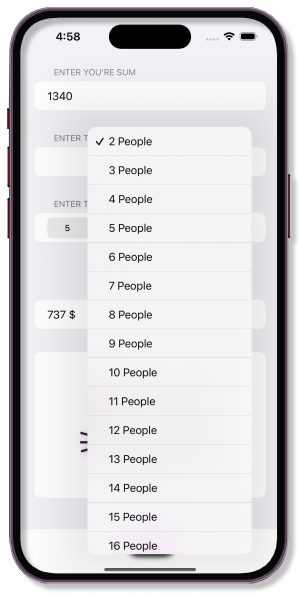 4:58
ENTER YOU'RE SUM
1340
ENTER T
✓ 2 People
3 People
4 People
ENTER T
5 People
5
6 People
7 People
737 $
8 People
9 People
10 People
11 People
12 People
13 People
14 People
15 People
16 People